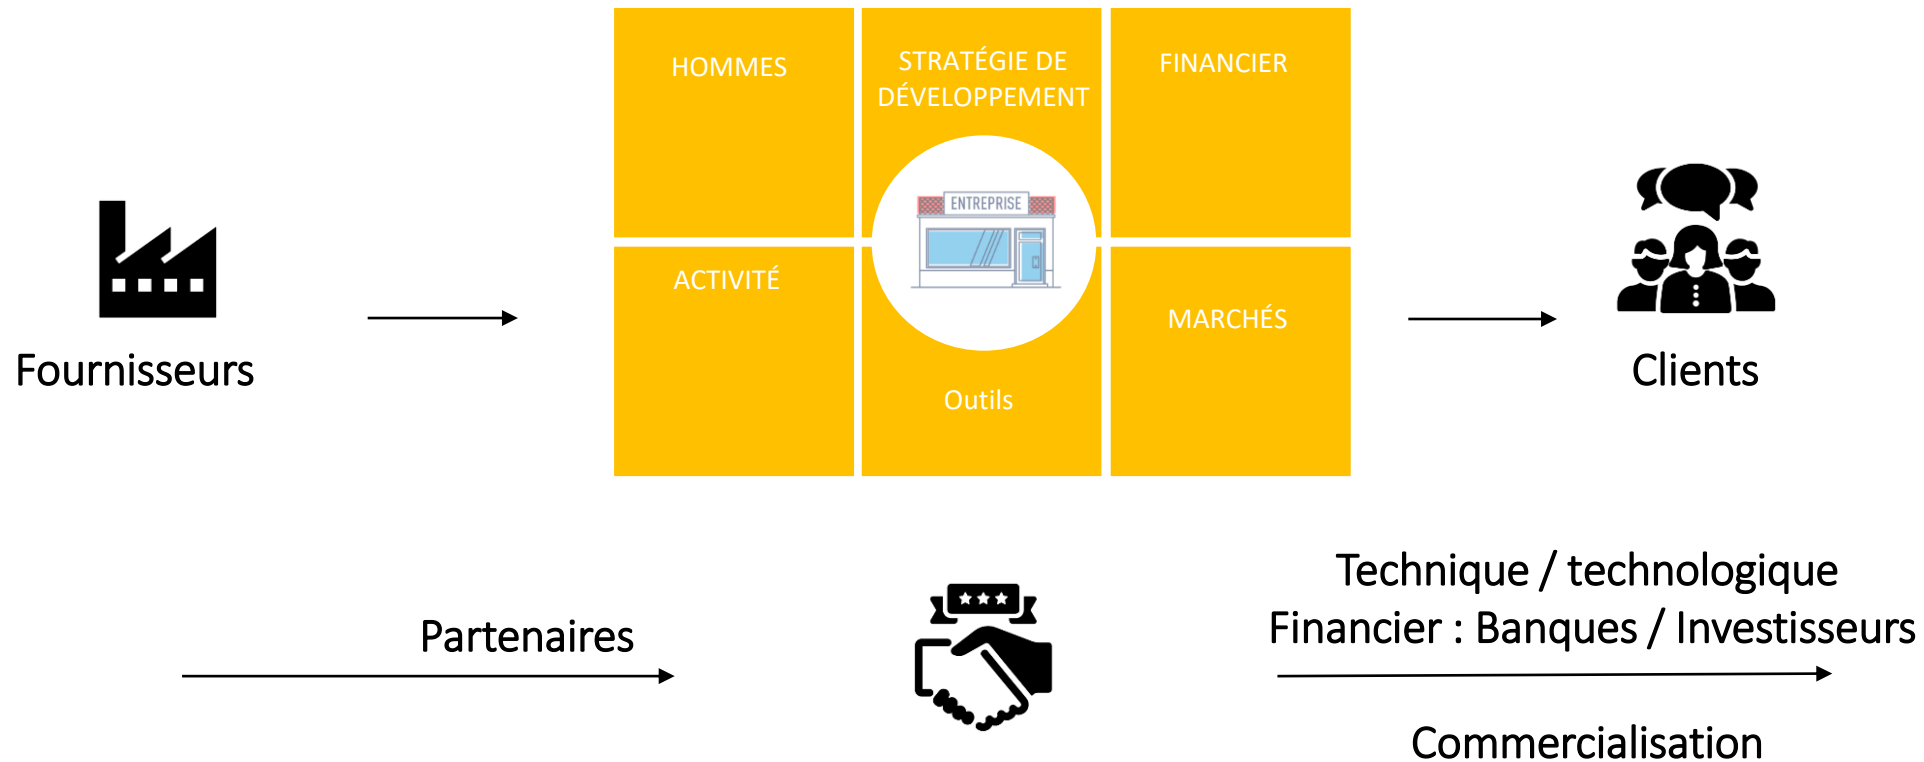 HOMMES
STRATÉGIE DE
DÉVELOPPEMENT
FINANCIER
ENTREPRISE
ACTIVITÉ
MARCHÉS
Outils
Fournisseurs
Clients
Partenaires
Technique / technologique
Financier : Banques / Investisseurs
Commercialisation